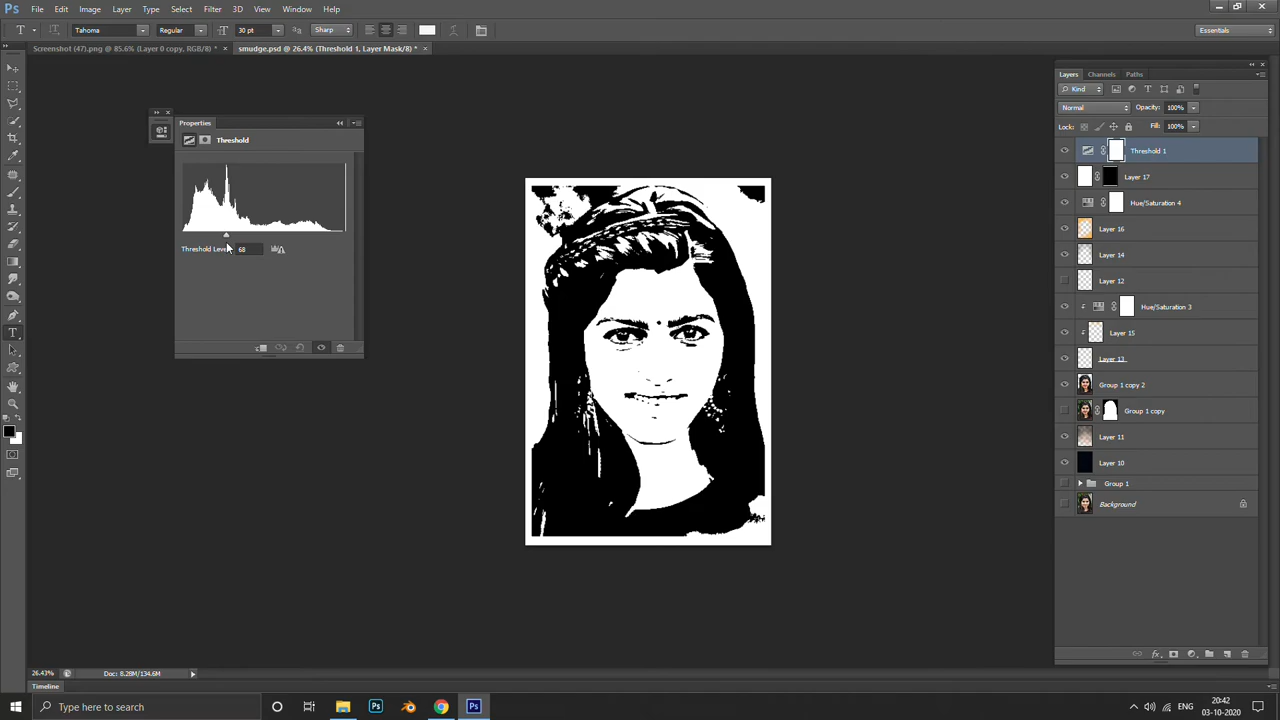 Ps File Edit Image Layer Type Select Filter 3D View Window Help
T Tahoma Regular 30 pt Sharp Essentials
Screenshot (47).png @ 85.6% (Layer 0 copy, RGB/8) * × smudge.psd @ 26.4% (Threshold 1, Layer Mask/8) * ×
Layers Channels Paths
Kind
Normal Opacity: 100%
Lock: Fill: 100%
Properties
Threshold
Threshold Level: 68
Threshold 1
Layer 17
Hue/Saturation 4
Layer 16
Layer 14
Layer 12
Hue/Saturation 3
Layer 15
Layer 13
Group 1 copy 2
Group 1 copy
Layer 11
Layer 10
Group 1
Background
26.43% Doc: 8.28M/134.6M
Timeline
Type here to search
Ps
Ps
ENG
20:42
03-10-2020